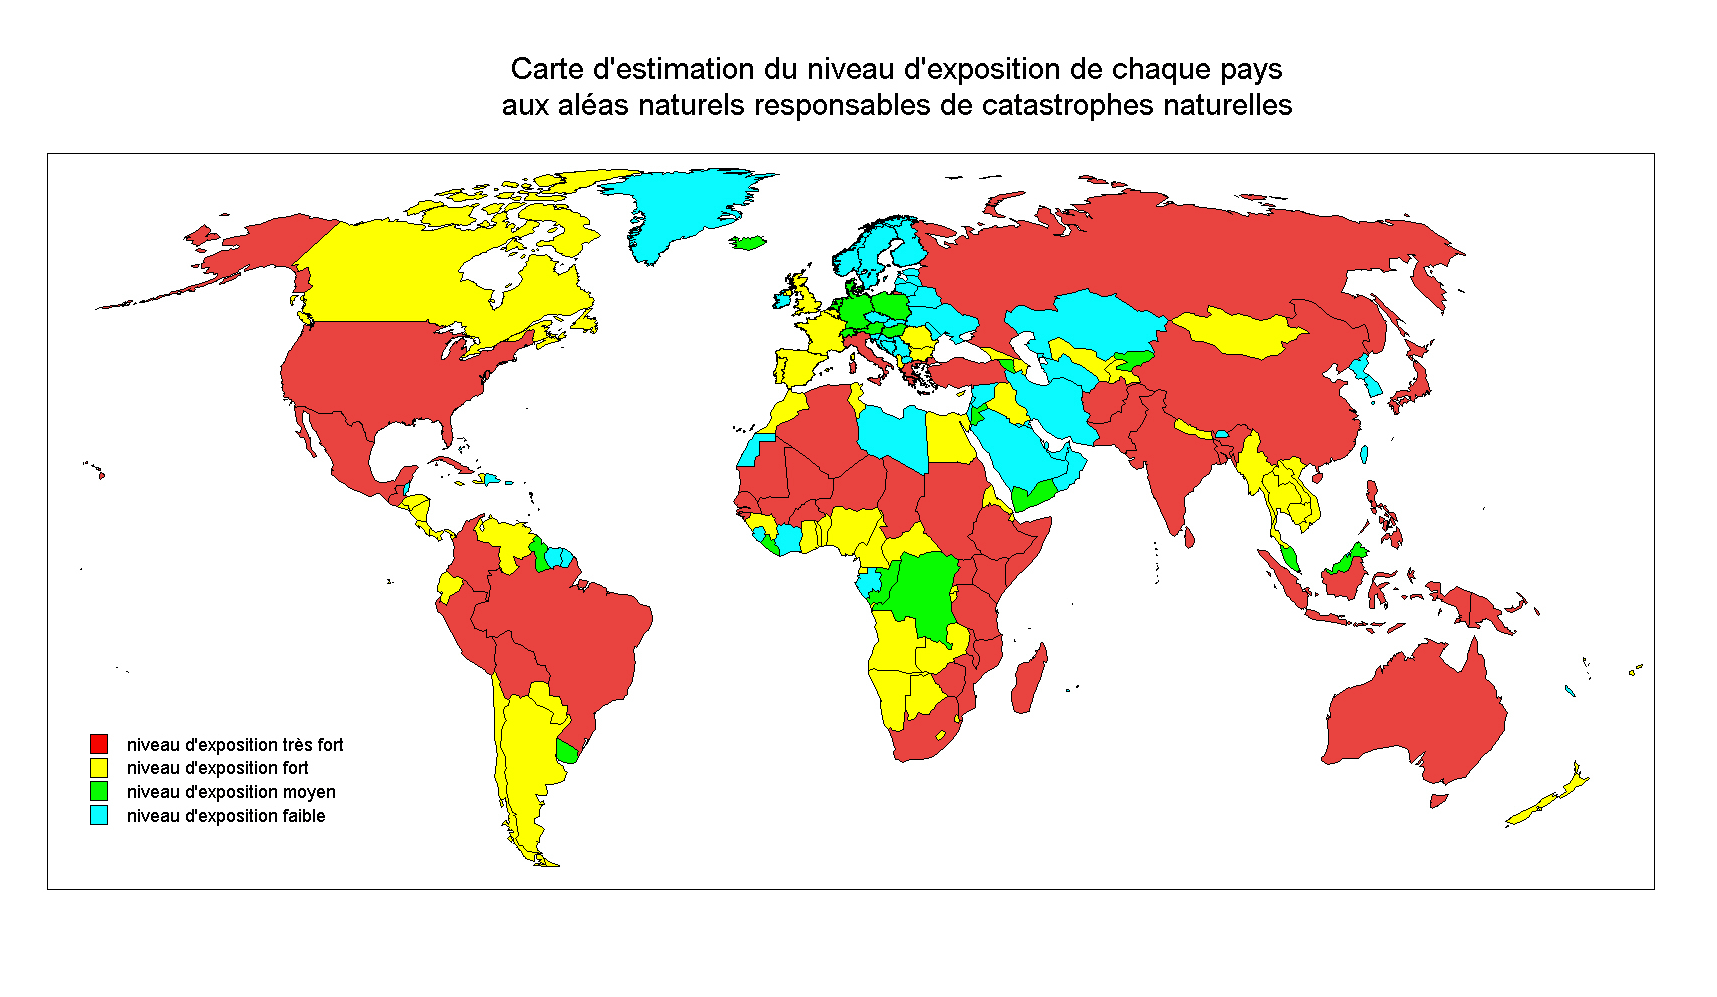 Carte d'estimation du niveau d'exposition de chaque pays
aux aléas naturels responsables de catastrophes naturelles
niveau d'exposition très fort
niveau d'exposition fort
niveau d'exposition moyen
niveau d'exposition faible